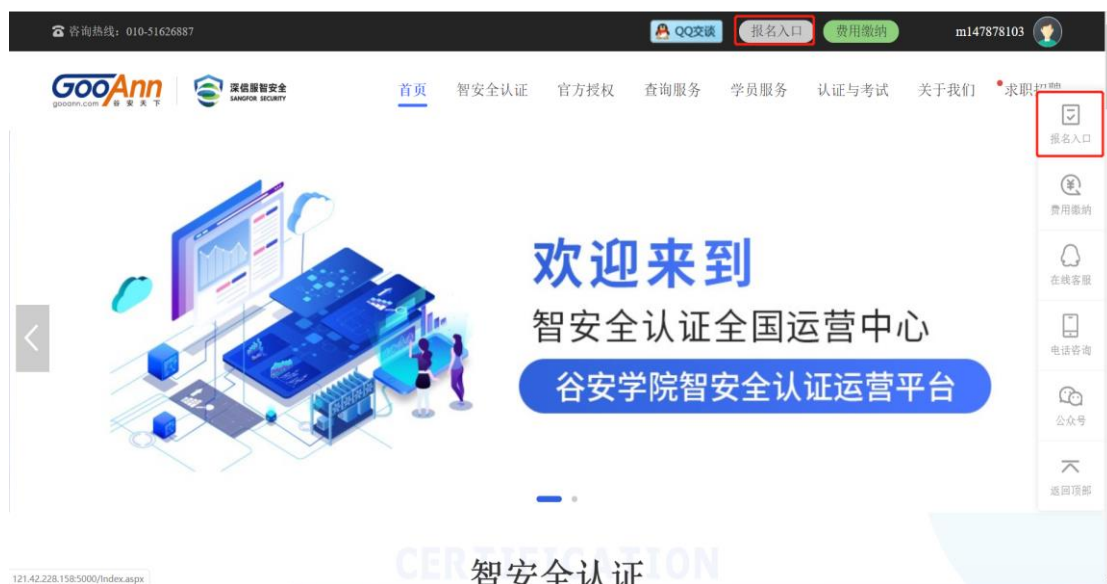 咨询热线：010-51626887
QQ交谈
报名入口
费用缴纳
m147878103
GooAnn
gooann.com 谷安天下
深信服智安全
SANGFOR SECURITY
首页
智安全认证
官方授权
查询服务
学员服务
认证与考试
关于我们
求职招聘
报名入口
费用缴纳
在线客服
电话咨询
公众号
返回顶部
欢迎来到
智安全认证全国运营中心
谷安学院智安全认证运营平台
CERTIFICATION
智安全认证
121.42.228.158:5000/Index.aspx